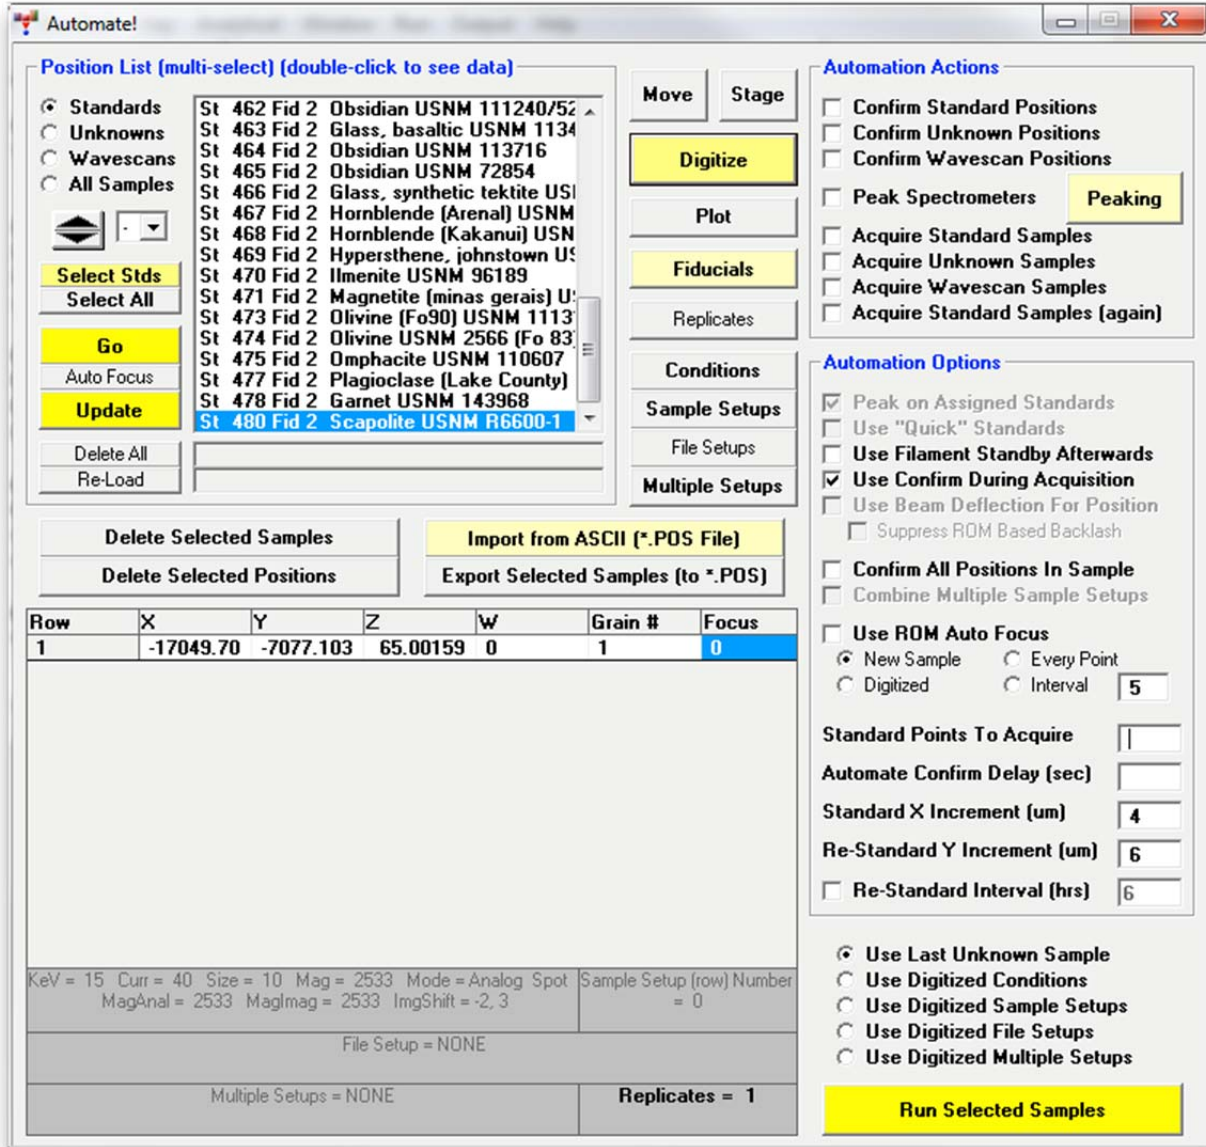 Automate!
Position List (multi-select) (double-click to see data)
Standards
Unknowns
Wavescans
All Samples
-
Select Stds
Select All
Go
Auto Focus
Update
Delete All
Re-Load
St 462 Fid 2 Obsidian USNM 111240/52
St 463 Fid 2 Glass, basaltic USNM 1134
St 464 Fid 2 Obsidian USNM 113716
St 465 Fid 2 Obsidian USNM 72854
St 466 Fid 2 Glass, synthetic tektite USI
St 467 Fid 2 Hornblende (Arenal) USNM
St 468 Fid 2 Hornblende (Kakanui) USN
St 469 Fid 2 Hypersthene, johnstown US
St 470 Fid 2 Ilmenite USNM 96189
St 471 Fid 2 Magnetite (minas gerais) U
St 473 Fid 2 Olivine (Fo90) USNM 1113
St 474 Fid 2 Olivine USNM 2566 (Fo 83)
St 475 Fid 2 Omphacite USNM 110607
St 477 Fid 2 Plagioclase (Lake County)
St 478 Fid 2 Garnet USNM 143968
St 480 Fid 2 Scapolite USNM R6600-1
Move
Stage
Digitize
Plot
Fiducials
Replicates
Conditions
Sample Setups
File Setups
Multiple Setups
Delete Selected Samples
Import from ASCII (*.POS File)
Delete Selected Positions
Export Selected Samples (to *.POS)
Row X Y Z W Grain # Focus
1 -17049.70 -7077.103 65.00159 0 1 0
KeV = 15 Curr = 40 Size = 10 Mag = 2533 Mode = Analog Spot
MagAnal = 2533 MagImag = 2533 ImgShift = -2, 3
Sample Setup (row) Number
= 0
File Setup = NONE
Multiple Setups = NONE
Replicates = 1
Automation Actions
Confirm Standard Positions
Confirm Unknown Positions
Confirm Wavescan Positions
Peak Spectrometers
Peaking
Acquire Standard Samples
Acquire Unknown Samples
Acquire Wavescan Samples
Acquire Standard Samples (again)
Automation Options
Peak on Assigned Standards
Use "Quick" Standards
Use Filament Standby Afterwards
Use Confirm During Acquisition
Use Beam Deflection For Position
Suppress ROM Based Backlash
Confirm All Positions In Sample
Combine Multiple Sample Setups
Use ROM Auto Focus
New Sample Every Point
Digitized Interval 5
Standard Points To Acquire
Automate Confirm Delay (sec)
Standard X Increment (um) 4
Re-Standard Y Increment (um) 6
Re-Standard Interval (hrs) 6
Use Last Unknown Sample
Use Digitized Conditions
Use Digitized Sample Setups
Use Digitized File Setups
Use Digitized Multiple Setups
Run Selected Samples